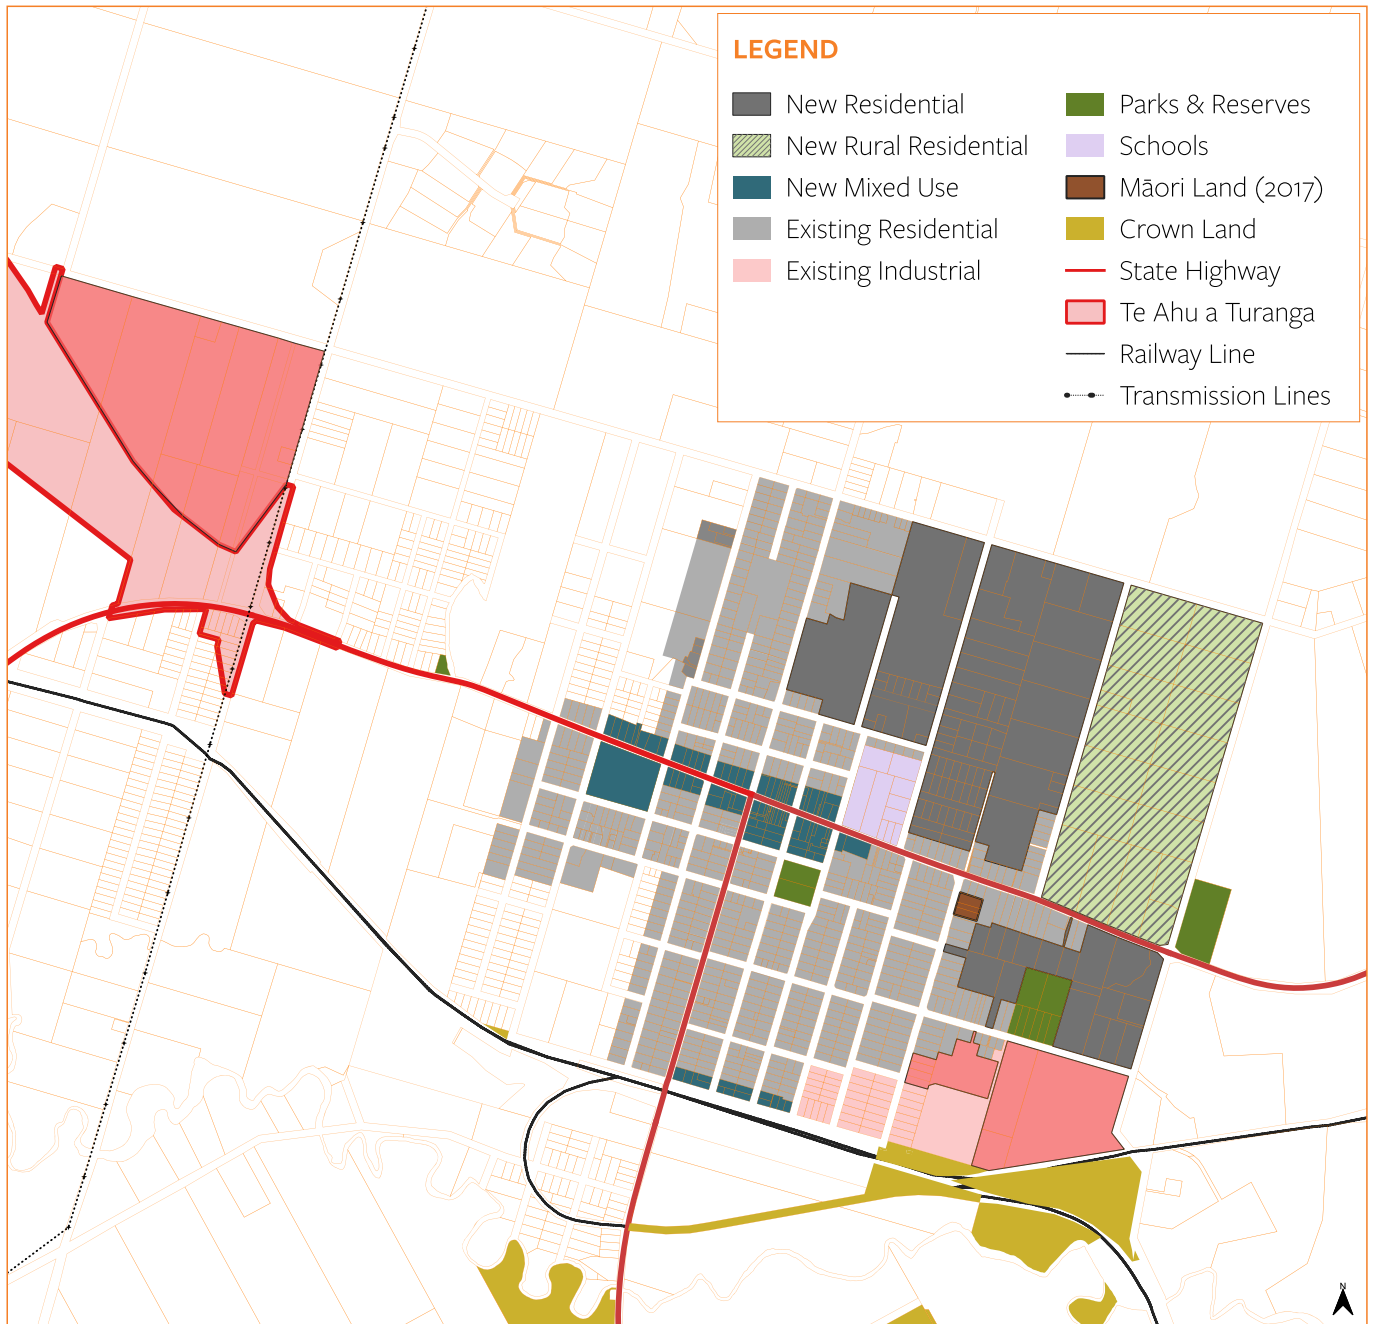 LEGEND
New Residential
New Rural Residential
New Mixed Use
Existing Residential
Existing Industrial
Parks & Reserves
Schools
Māori Land (2017)
Crown Land
State Highway
Te Ahu a Turanga
Railway Line
Transmission Lines
N